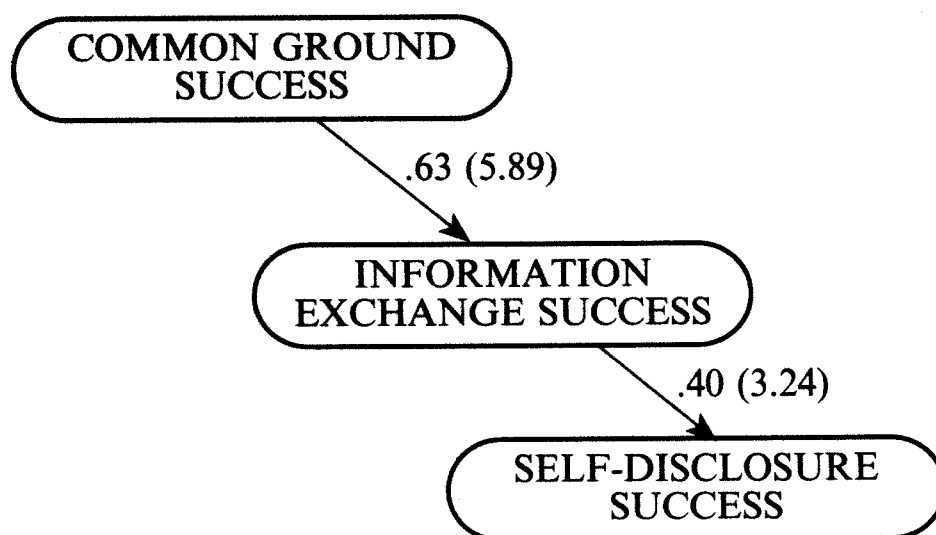 COMMON GROUND
SUCCESS
.63 (5.89)
INFORMATION
EXCHANGE SUCCESS
.40 (3.24)
SELF-DISCLOSURE
SUCCESS